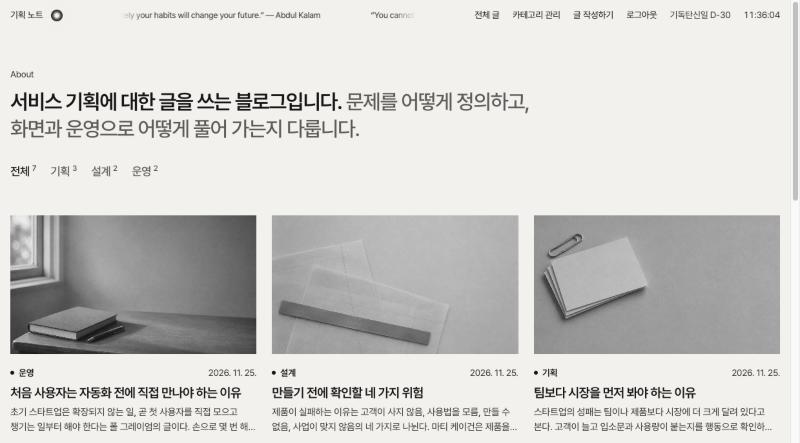 기획 노트
ely your habits will change your future.” — Abdul Kalam “You cannot
전체 글 카테고리 관리 글 작성하기 로그아웃 기독탄신일 D-30 11:36:04
About
서비스 기획에 대한 글을 쓰는 블로그입니다. 문제를 어떻게 정의하고,
화면과 운영으로 어떻게 풀어 가는지 다룹니다.
전체 7 기획 3 설계 2 운영 2
운영 2026. 11. 25.
처음 사용자는 자동화 전에 직접 만나야 하는 이유
초기 스타트업은 확장되지 않는 일, 곧 첫 사용자를 직접 모으고
챙기는 일부터 해야 한다는 폴 그레이엄의 글이다. 손으로 몇 번 해...
설계 2026. 11. 25.
만들기 전에 확인할 네 가지 위험
제품이 실패하는 이유는 고객이 사지 않음, 사용법을 모름, 만들 수
없음, 사업이 맞지 않음의 네 가지로 나뉜다. 마티 케이건은 제품을...
기획 2026. 11. 25.
팀보다 시장을 먼저 봐야 하는 이유
스타트업의 성패는 팀이나 제품보다 시장에 더 크게 달려 있다고
본다. 고객이 늘고 입소문과 사용량이 붙는지를 행동으로 확인하...